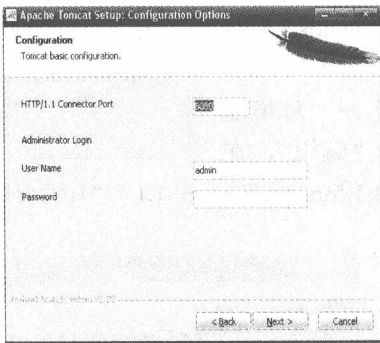 Apache Tomcat Setup: Configuration Options
Configuration
Tomcat basic configuration.
HTTP/1.1 Connector Port
Administrator Login
User Name
admin
Password
< Back
Next >
Cancel